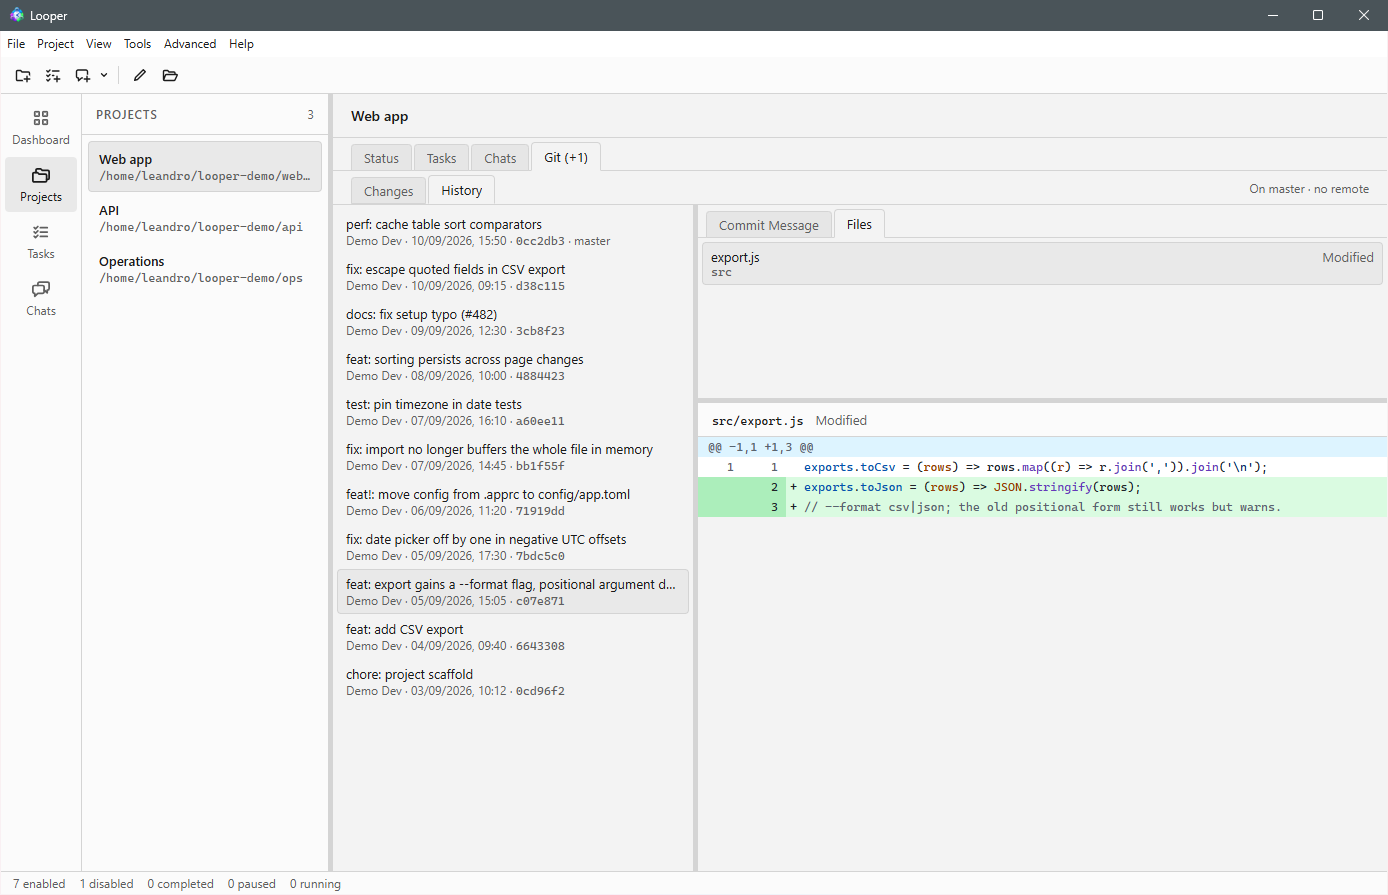 Looper
File Project View Tools Advanced Help
Dashboard
Projects
Tasks
Chats
PROJECTS 3
Web app
/home/leandro/looper-demo/web…
API
/home/leandro/looper-demo/api
Operations
/home/leandro/looper-demo/ops
Web app
Status Tasks Chats Git (+1)
Changes History On master · no remote
perf: cache table sort comparators
Demo Dev · 10/09/2026, 15:50 · 0cc2db3 · master
fix: escape quoted fields in CSV export
Demo Dev · 10/09/2026, 09:15 · d38c115
docs: fix setup typo (#482)
Demo Dev · 09/09/2026, 12:30 · 3cb8f23
feat: sorting persists across page changes
Demo Dev · 08/09/2026, 10:00 · 4884423
test: pin timezone in date tests
Demo Dev · 07/09/2026, 16:10 · a60ee11
fix: import no longer buffers the whole file in memory
Demo Dev · 07/09/2026, 14:45 · bb1f55f
feat!: move config from .apprc to config/app.toml
Demo Dev · 06/09/2026, 11:20 · 71919dd
fix: date picker off by one in negative UTC offsets
Demo Dev · 05/09/2026, 17:30 · 7bdc5c0
feat: export gains a --format flag, positional argument d…
Demo Dev · 05/09/2026, 15:05 · c07e871
feat: add CSV export
Demo Dev · 04/09/2026, 09:40 · 6643308
chore: project scaffold
Demo Dev · 03/09/2026, 10:12 · 0cd96f2
Commit Message Files
export.js Modified
src
src/export.js Modified
@@ -1,1 +1,3 @@
1 1 exports.toCsv = (rows) => rows.map((r) => r.join(',')).join('\n');
2 + exports.toJson = (rows) => JSON.stringify(rows);
3 + // --format csv|json; the old positional form still works but warns.
7 enabled 1 disabled 0 completed 0 paused 0 running